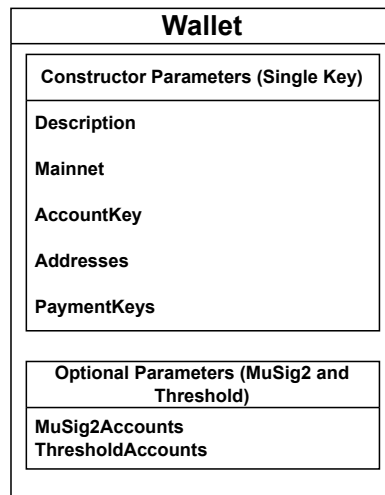 Wallet
Constructor Parameters (Single Key)
Description
Mainnet
AccountKey
Addresses
PaymentKeys
Optional Parameters (MuSig2 and
Threshold)
MuSig2Accounts
ThresholdAccounts